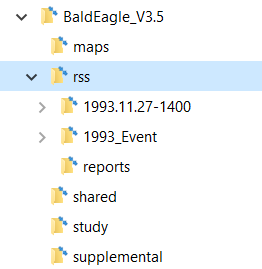 BaldEagle_V3.5
maps
rss
1993.11.27-1400
1993_Event
reports
shared
study
supplemental